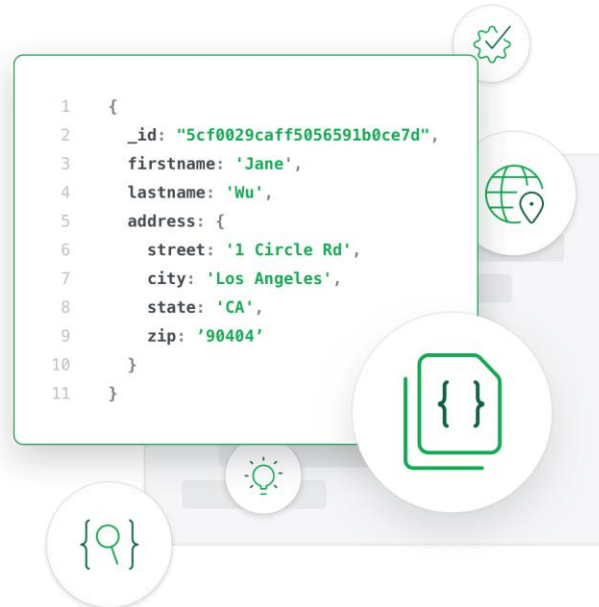 1 {
2 _id: "5cf0029caff5056591b0ce7d",
3 firstname: 'Jane',
4 lastname: 'Wu',
5 address: {
6 street: '1 Circle Rd',
7 city: 'Los Angeles',
8 state: 'CA',
9 zip: ’90404’
10 }
11 }
{ }
{ }